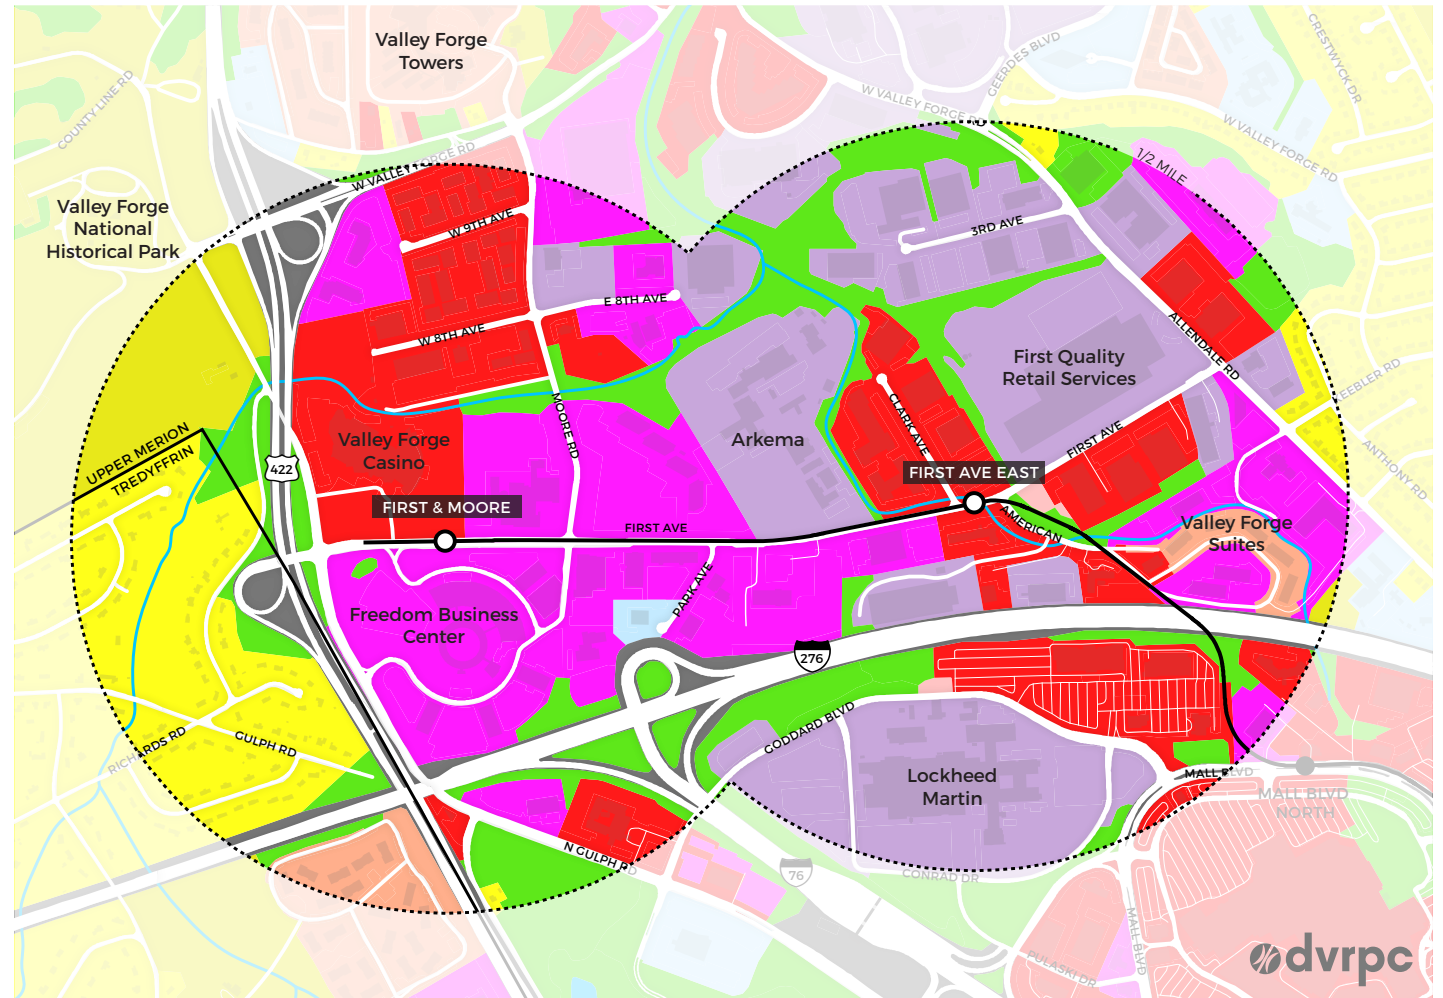 CRESTWYCK DR
Valley Forge
Towers
GEERDES BLVD
COUNTY LINE RD
W VALLEY FORGE RD
W VALLEY FORGE RD
W VALLEY FORGE RD
1/2 MILE
Valley Forge
National
Historical Park
W 9TH AVE
3RD AVE
E 8TH AVE
W 8TH AVE
ALLENDALE RD
First Quality
Retail Services
KEEBLER RD
MOORE RD
CLARK AVE
Arkema
Valley Forge
Casino
FIRST AVE
UPPER MERION
TREDYFFRIN
422
FIRST AVE EAST
ANTHONY RD
FIRST & MOORE
FIRST AVE
AMERICAN
Valley Forge
Suites
PARK AVE
Freedom Business
Center
276
GODDARD BLVD
RICHARDS RD
GULPH RD
Lockheed
Martin
MALL BLVD
MALL BLVD
NORTH
N GULPH RD
76
CONRAD DR
MALL BLVD
PULASKI DR
dvrpc